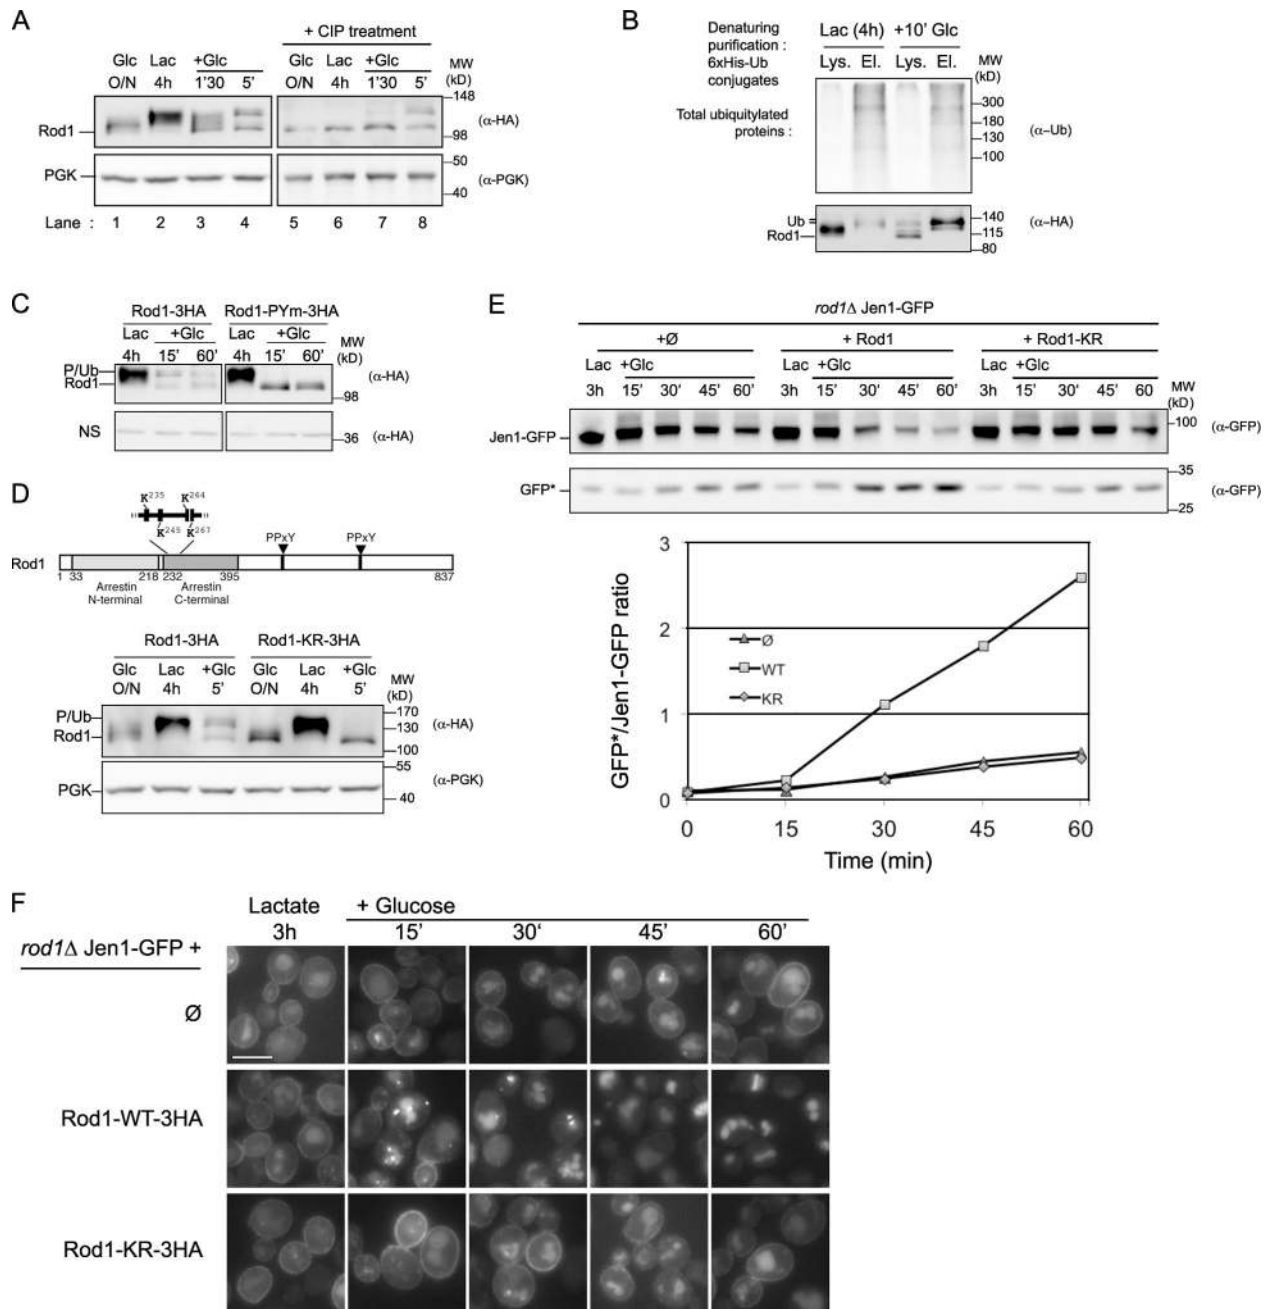 A
+ CIP treatment
Glc Lac +Glc Glc Lac +Glc MW
O/N 4h 1'30 5' O/N 4h 1'30 5' (kD)
148
Rod1 (α-HA)
98
50
PGK (α-PGK)
40
Lane : 1 2 3 4 5 6 7 8
B
Denaturing purification : 6xHis-Ub conjugates
Lac (4h) +10' Glc
Lys. El. Lys. El. MW (kD)
Total ubiquitylated proteins :
300
180
130
100
(α–Ub)
Ub
Rod1
140
115
80
(α–HA)
C
Rod1-3HA Rod1-PYm-3HA
Lac +Glc Lac +Glc MW
4h 15' 60' 4h 15' 60' (kD)
P/Ub
Rod1 (α-HA)
98
NS 36 (α-HA)
D
K235 K264
K245 K267
PPxY PPxY
Rod1
1 33 218 232 395 837
Arrestin N-terminal
Arrestin C-terminal
Rod1-3HA Rod1-KR-3HA
Glc Lac +Glc Glc Lac +Glc MW
O/N 4h 5' O/N 4h 5' (kD)
P/Ub
Rod1
170
130
100
(α-HA)
55
PGK (α-PGK)
40
E
rod1Δ Jen1-GFP
+Ø + Rod1 + Rod1-KR
Lac +Glc Lac +Glc Lac +Glc
3h 15' 30' 45' 60' 3h 15' 30' 45' 60' 3h 15' 30' 45' 60 MW (kD)
100
Jen1-GFP (α-GFP)
35
GFP* (α-GFP)
25
GFP*/Jen1-GFP ratio
3
2
1
0
Ø
WT
KR
0 15 30 45 60
Time (min)
F
Lactate + Glucose
3h 15' 30‘ 45' 60'
rod1Δ Jen1-GFP +
Ø
Rod1-WT-3HA
Rod1-KR-3HA